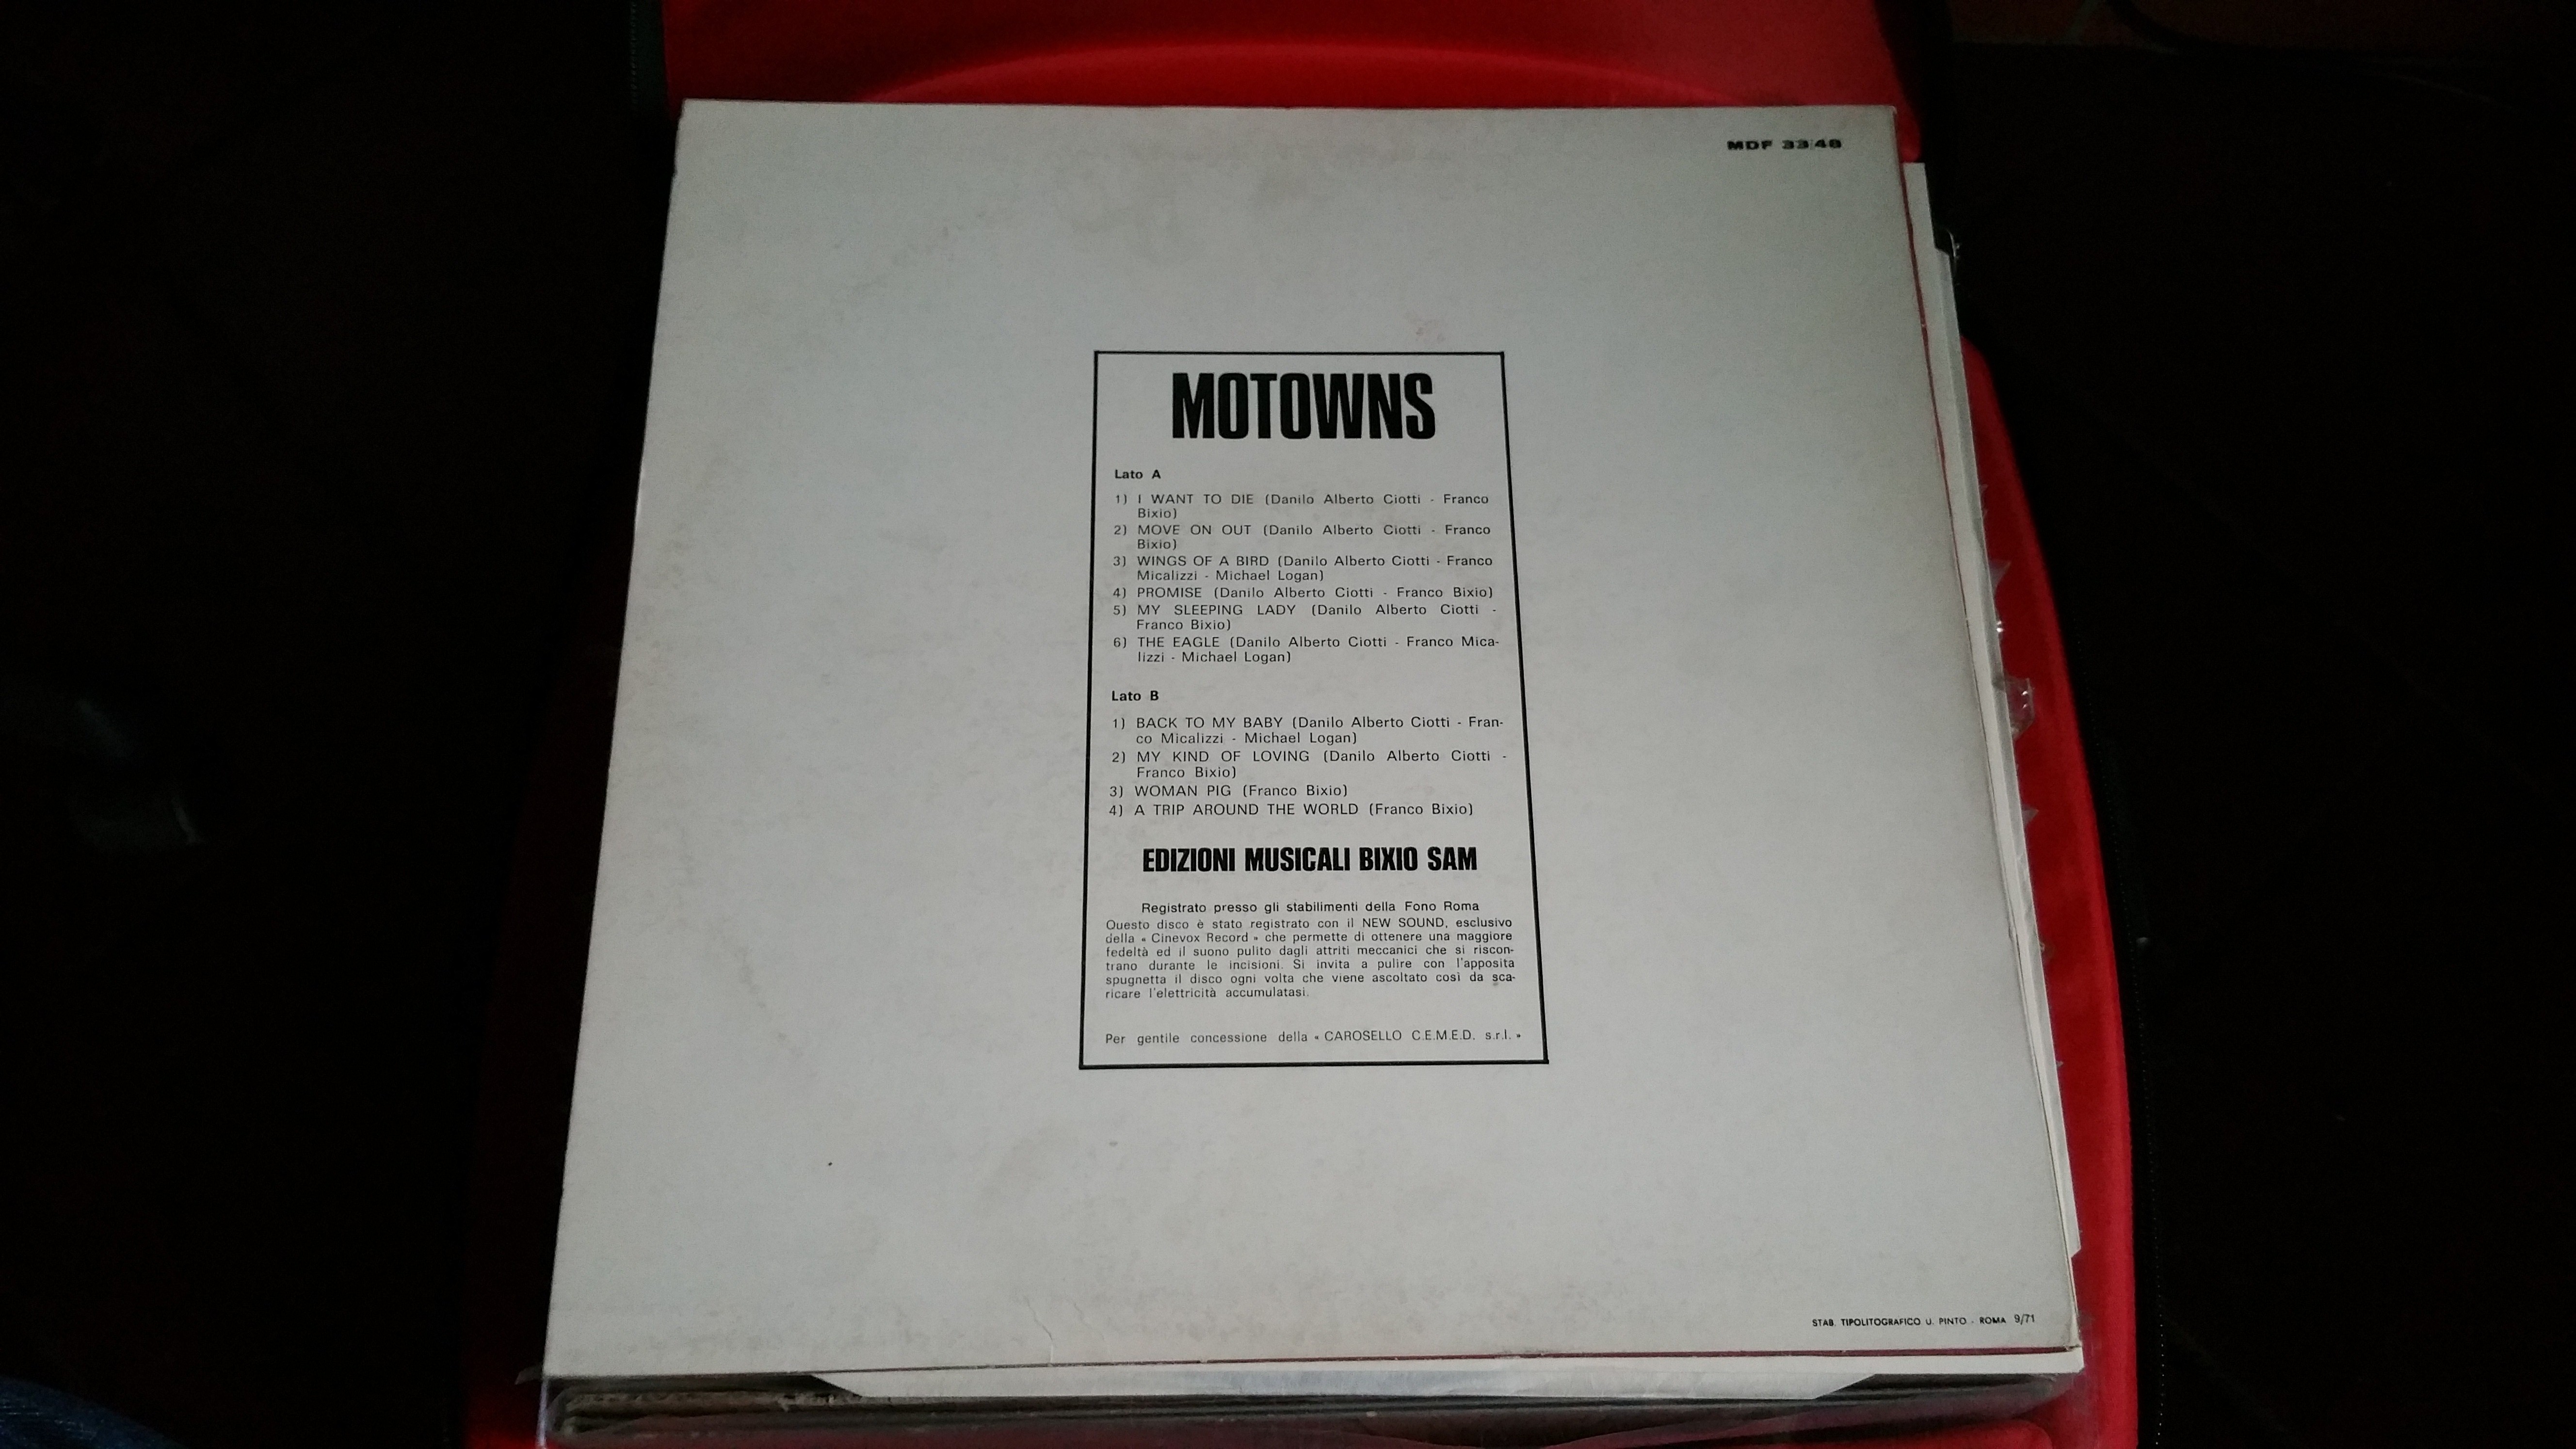 MDF 33/48
MOTOWNS
Lato A
1) I WANT TO DIE (Danilo Alberto Ciotti - Franco
Bixio)
2) MOVE ON OUT (Danilo Alberto Ciotti - Franco
Bixio)
3) WINGS OF A BIRD (Danilo Alberto Ciotti - Franco
Micalizzi - Michael Logan)
4) PROMISE (Danilo Alberto Ciotti - Franco Bixio)
5) MY SLEEPING LADY (Danilo Alberto Ciotti -
Franco Bixio)
6) THE EAGLE (Danilo Alberto Ciotti - Franco Mica-
lizzi - Michael Logan)
Lato B
1) BACK TO MY BABY (Danilo Alberto Ciotti - Fran-
co Micalizzi - Michael Logan)
2) MY KIND OF LOVING (Danilo Alberto Ciotti -
Franco Bixio)
3) WOMAN PIG (Franco Bixio)
4) A TRIP AROUND THE WORLD (Franco Bixio)
EDIZIONI MUSICALI BIXIO SAM
Registrato presso gli stabilimenti della Fono Roma
Questo disco è stato registrato con il NEW SOUND, esclusivo
della « Cinevox Record » che permette di ottenere una maggiore
fedeltà ed il suono pulito dagli attriti meccanici che si riscon-
trano durante le incisioni. Si invita a pulire con l'apposita
spugnetta il disco ogni volta che viene ascoltato così da sca-
ricare l'elettricità accumulatasi.
Per gentile concessione della « CAROSELLO C.E.M.E.D. s.r.l. »
STAB. TIPOLITOGRAFICO U. PINTO - ROMA 9/71